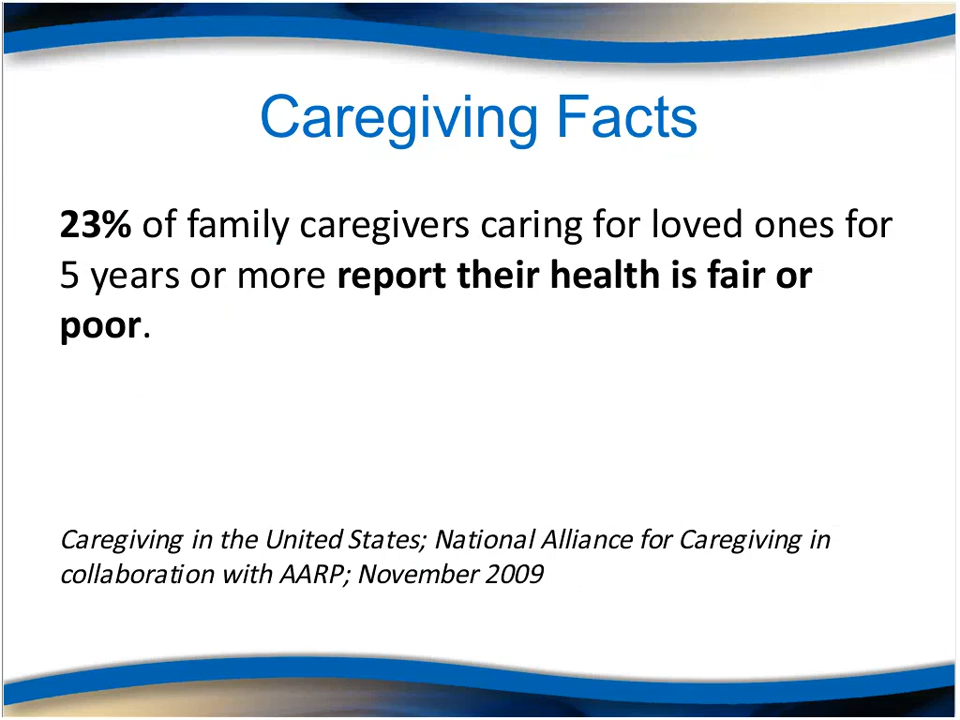 Caregiving Facts
23% of family caregivers caring for loved ones for
5 years or more report their health is fair or
poor.
Caregiving in the United States; National Alliance for Caregiving in
collaboration with AARP; November 2009